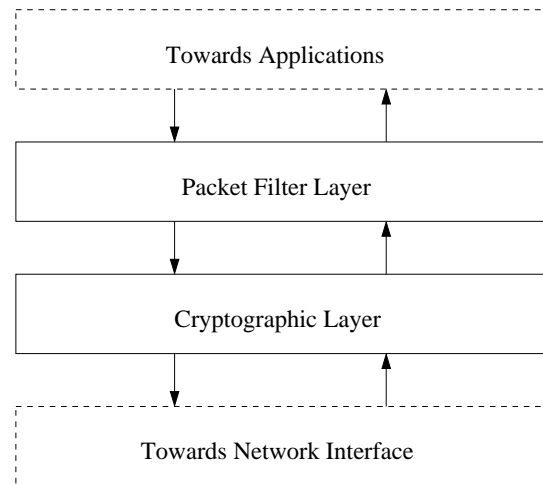 Towards Applications
Packet Filter Layer
Cryptographic Layer
Towards Network Interface